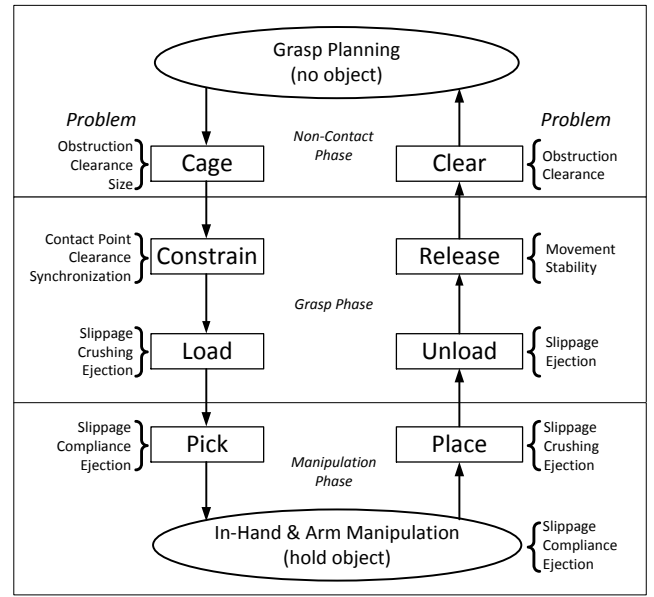 Grasp Planning
(no object)
Problem
Problem
Non-Contact
Phase
Obstruction
Clearance
Size
Cage
Clear
Obstruction
Clearance
Contact Point
Clearance
Synchronization
Constrain
Release
Movement
Stability
Grasp Phase
Slippage
Crushing
Ejection
Load
Unload
Slippage
Ejection
Slippage
Compliance
Ejection
Pick
Place
Slippage
Crushing
Ejection
Manipulation
Phase
In-Hand & Arm Manipulation
(hold object)
Slippage
Compliance
Ejection